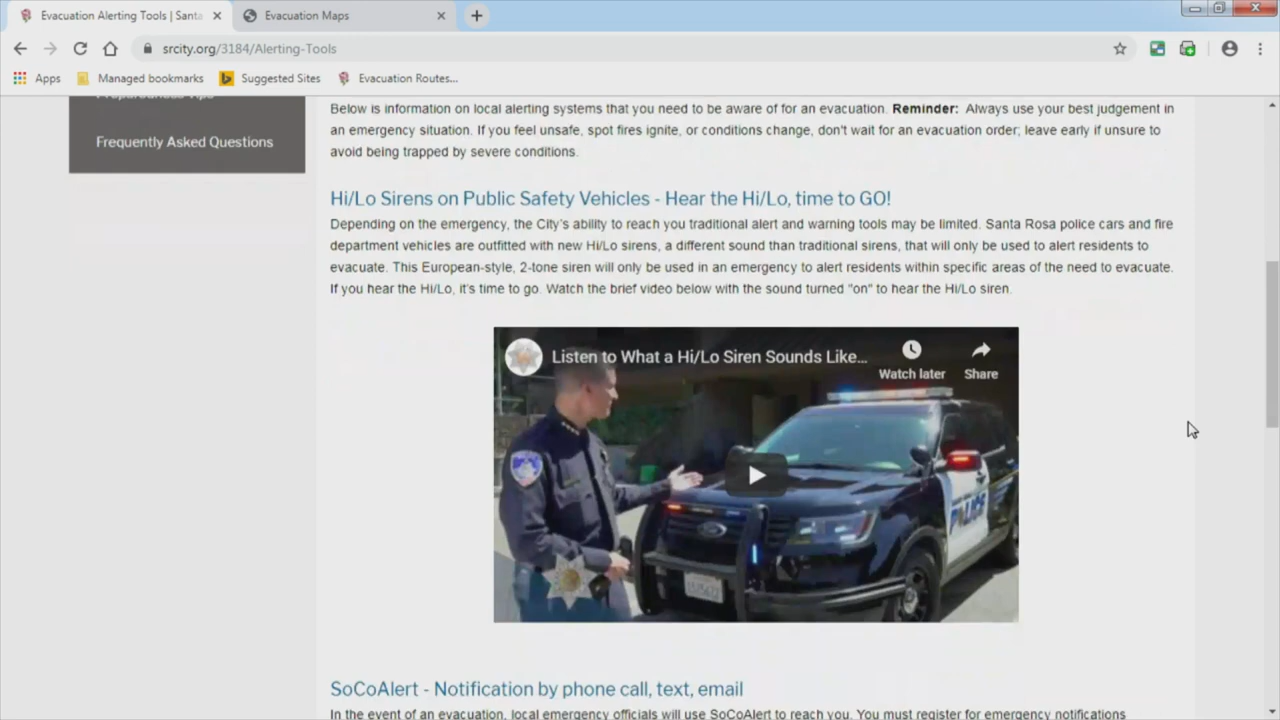 Evacuation Alerting Tools | Santa
Evacuation Maps
srcity.org/3184/Alerting-Tools
Apps
Managed bookmarks
Suggested Sites
Evacuation Routes...
Frequently Asked Questions
Below is information on local alerting systems that you need to be aware of for an evacuation. Reminder: Always use your best judgement in
an emergency situation. If you feel unsafe, spot fires ignite, or conditions change, don't wait for an evacuation order; leave early if unsure to
avoid being trapped by severe conditions.
Hi/Lo Sirens on Public Safety Vehicles - Hear the Hi/Lo, time to GO!
Depending on the emergency, the City's ability to reach you traditional alert and warning tools may be limited. Santa Rosa police cars and fire
department vehicles are outfitted with new Hi/Lo sirens, a different sound than traditional sirens, that will only be used to alert residents to
evacuate. This European-style, 2-tone siren will only be used in an emergency to alert residents within specific areas of the need to evacuate.
If you hear the Hi/Lo, it's time to go. Watch the brief video below with the sound turned "on" to hear the Hi/Lo siren.
Listen to What a Hi/Lo Siren Sounds Like...
Watch later
Share
POLICE
SoCoAlert - Notification by phone call, text, email
In the event of an evacuation, local emergency officials will use SoCoAlert to reach you. You must register for emergency notifications